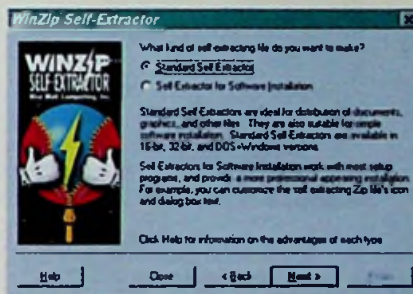 WinZip Self-Extractor
WINZIP
SELF-EXTRACTOR
Nico Mak Computing, Inc.
What kind of self-extracting file do you want to make?
Standard Self Extractor
Self Extractor for Software Installation
Standard Self-Extractors are ideal for distribution of documents,
graphics, and other files. They are also suitable for simple
software installation. Standard Self-Extractors are available in
16-bit, 32-bit, and DOS+Windows versions.
Self-Extractors for Software Installation work with most setup
programs, and provide a more professional appearing installation.
For example, you can customize the self extracting Zip file's icon
and dialog box text.
Click Help for information on the advantages of each type
Help
Close
< Back
Next >